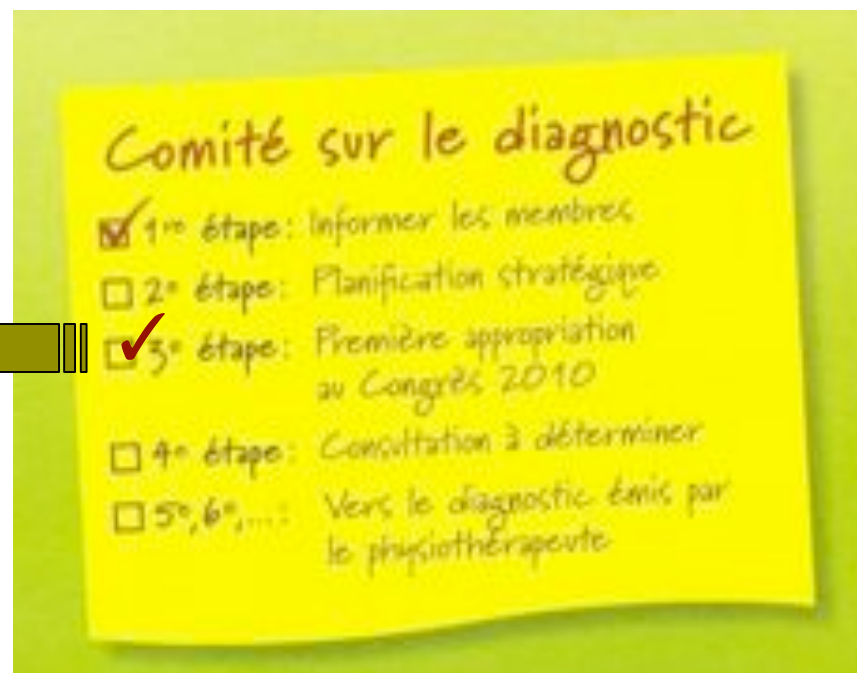 Comité sur le diagnostic
1re étape: Informer les membres
2e étape: Planification stratégique
3e étape: Première appropriation
au Congrès 2010
4e étape: Consultation à déterminer
5e, 6e, ...: Vers le diagnostic émis par
le physiothérapeute